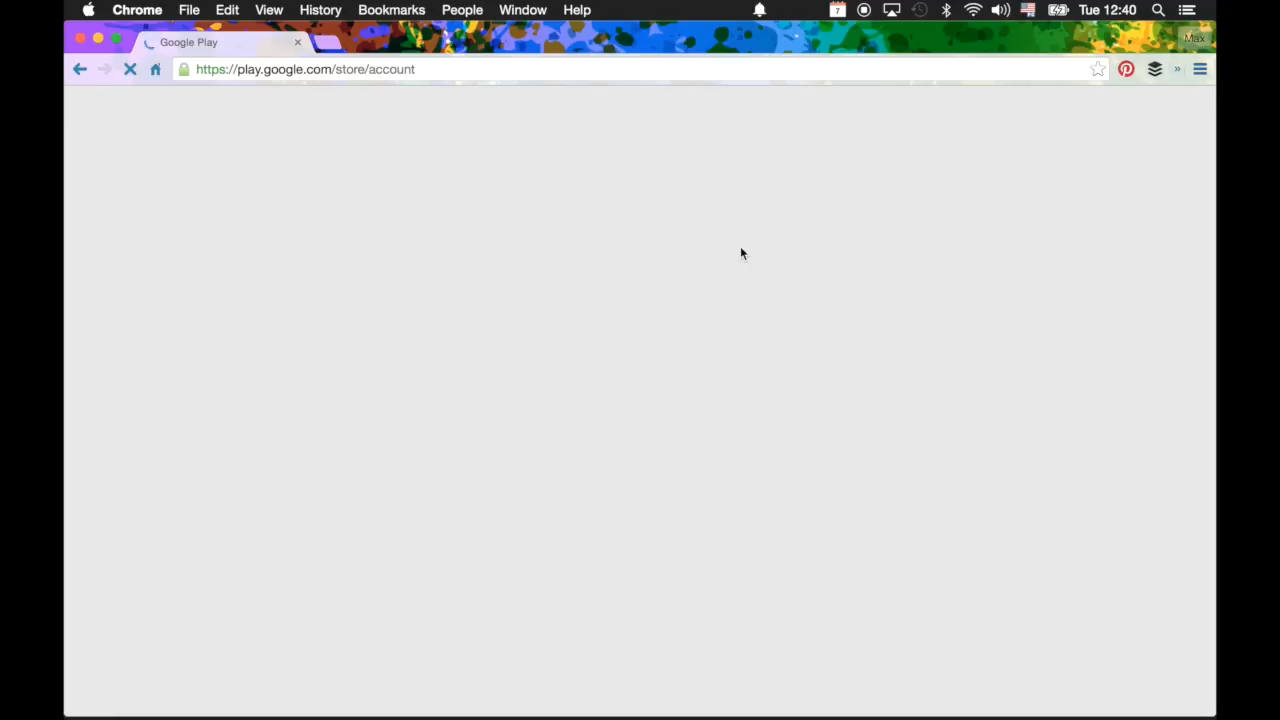 Chrome File Edit View History Bookmarks People Window Help 7 Tue 12:40
Google Play Max
https://play.google.com/store/account